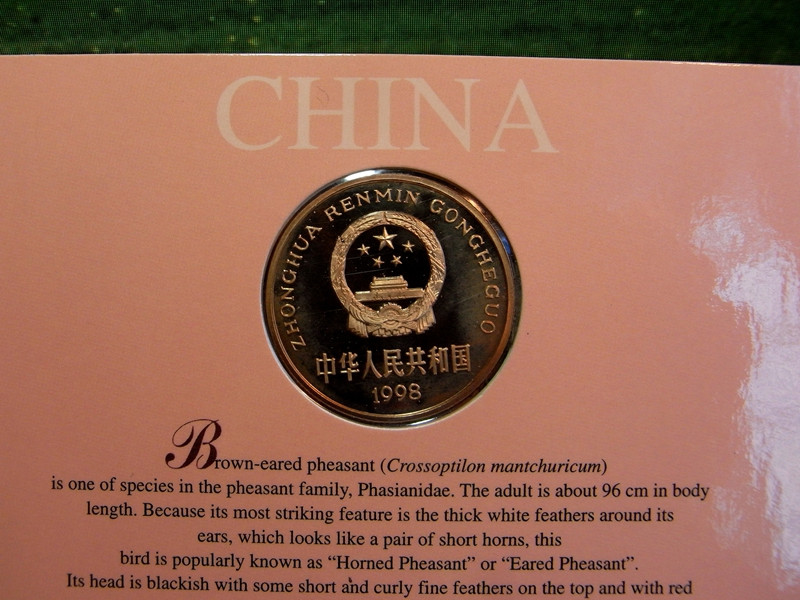 CHINA
ZHONGHUA RENMIN GONGHEGUO
中华人民共和国
1998
Brown-eared pheasant (Crossoptilon mantchuricum)
is one of species in the pheasant family, Phasianidae. The adult is about 96 cm in body
length. Because its most striking feature is the thick white feathers around its
ears, which looks like a pair of short horns, this
bird is popularly known as “Horned Pheasant” or “Eared Pheasant”.
Its head is blackish with some short and curly fine feathers on the top and with red